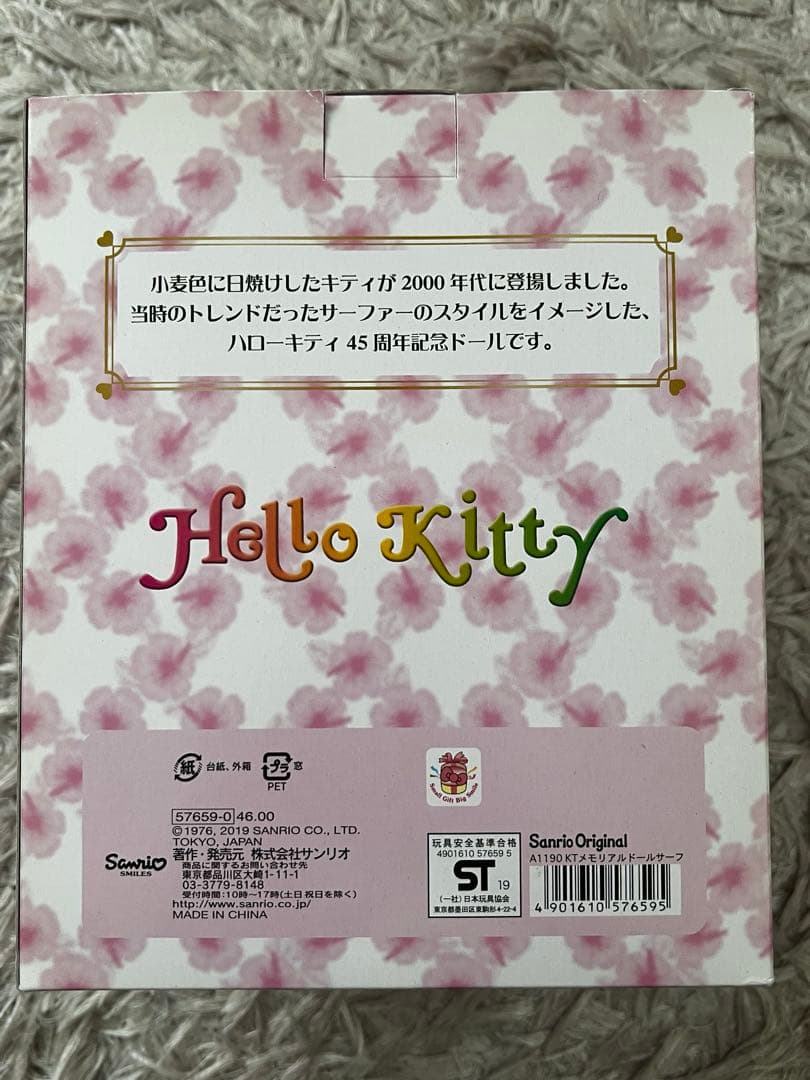 小麦色に日焼けしたキティが 2000 年代に登場しました。
当時のトレンドだったサーファーのスタイルをイメージした、
ハローキティ 45 周年記念ドールです。
Hello Kitty
紙 台紙、外箱 プラ 窓
PET
Small Gift Big Smile
57659-0 46.00
©1976, 2019 SANRIO CO., LTD.
TOKYO, JAPAN
著作・発売元 株式会社サンリオ
商品に関するお問い合わせ先
東京都品川区大崎1-11-1
03-3779-8148
受付時間:10時〜17時(土日祝日を除く)
http://www.sanrio.co.jp/
MADE IN CHINA
Sanrio
SMILES
玩具安全基準合格
4901610 57659 5
ST 19
(一社)日本玩具協会
東京都墨田区東駒形4-22-4
Sanrio Original
A1190 KTメモリアルドールサーフ
4 901610 576595